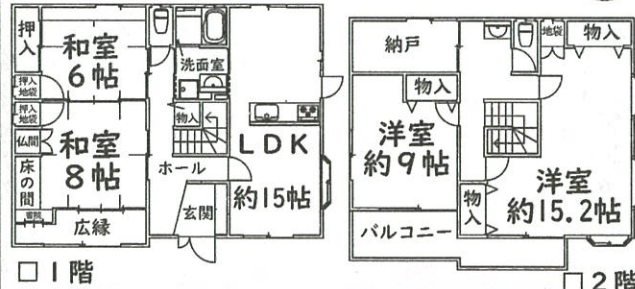 押入
和室
6帖
押入
地袋
押入
地袋
仏間
床の間
書院
和室
8帖
広縁
洗面室
物入
ホール
玄関
LDK
約15帖
□1階
納戸
物入
洋室
約9帖
バルコニー
地袋
物入
物入
洋室
約15.2帖
□2階